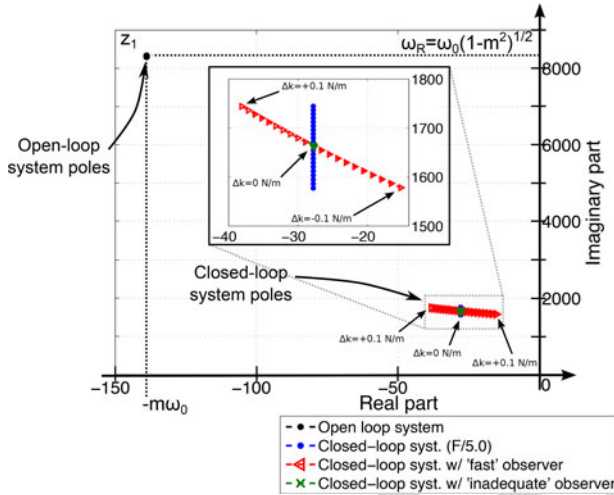 z₁
ω_R=ω₀(1-m²)^1/2
8000
6000
4000
2000
0
Imaginary part
Open-loop
system poles
1800
1700
1600
1500
−40
−30
−20
Δk=+0.1 N/m
Δk=0 N/m
Δk=-0.1 N/m
Closed-loop
system poles
Δk=+0.1 N/m
Δk=0 N/m
Δk=+0.1 N/m
−150
−100
−50
0
-mω₀
Real part
Open loop system
Closed−loop syst. (F/5.0)
Closed−loop syst. w/ 'fast' observer
Closed−loop syst. w/ 'inadequate' observer